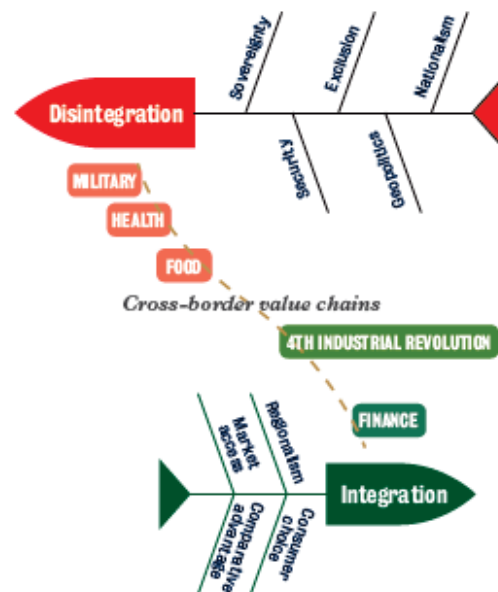 Sovereignty
Exclusion
Nationalism
Disintegration
Security
Geopolitics
MILITARY
HEALTH
FOOD
Cross-border value chains
4TH INDUSTRIAL REVOLUTION
FINANCE
Market
access
Regionalism
Integration
Comparative
advantage
Consumer
choice